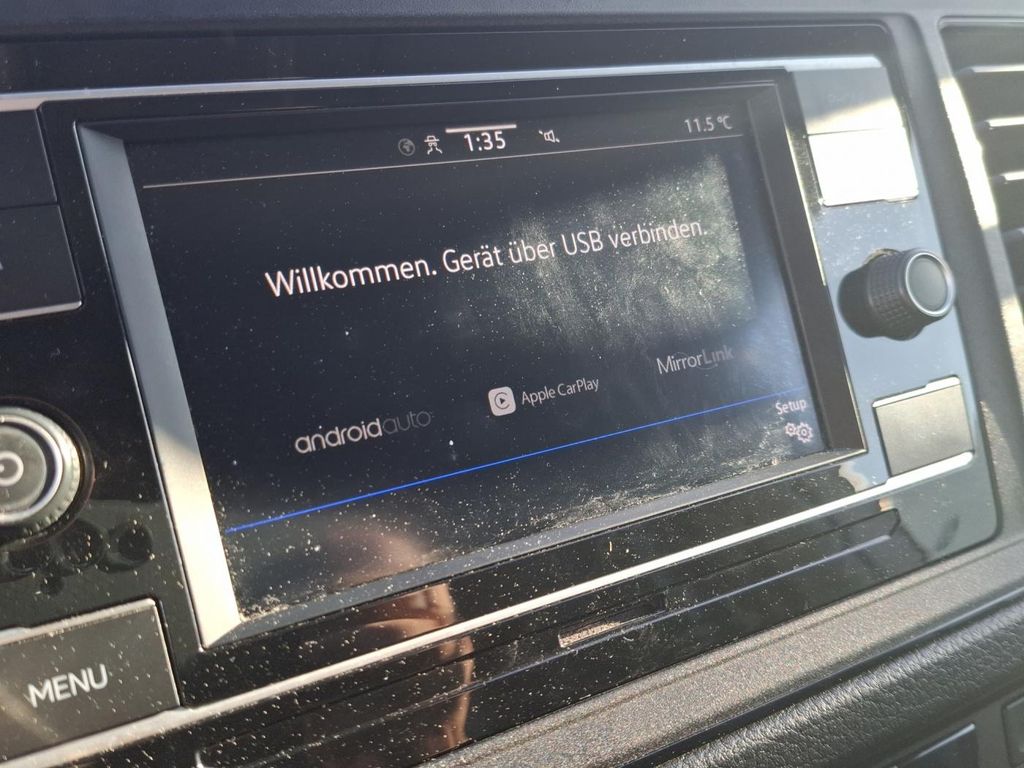 1:35
11.5 °C
Willkommen. Gerät über USB verbinden.
androidauto
Apple CarPlay
MirrorLink
Setup
MENU